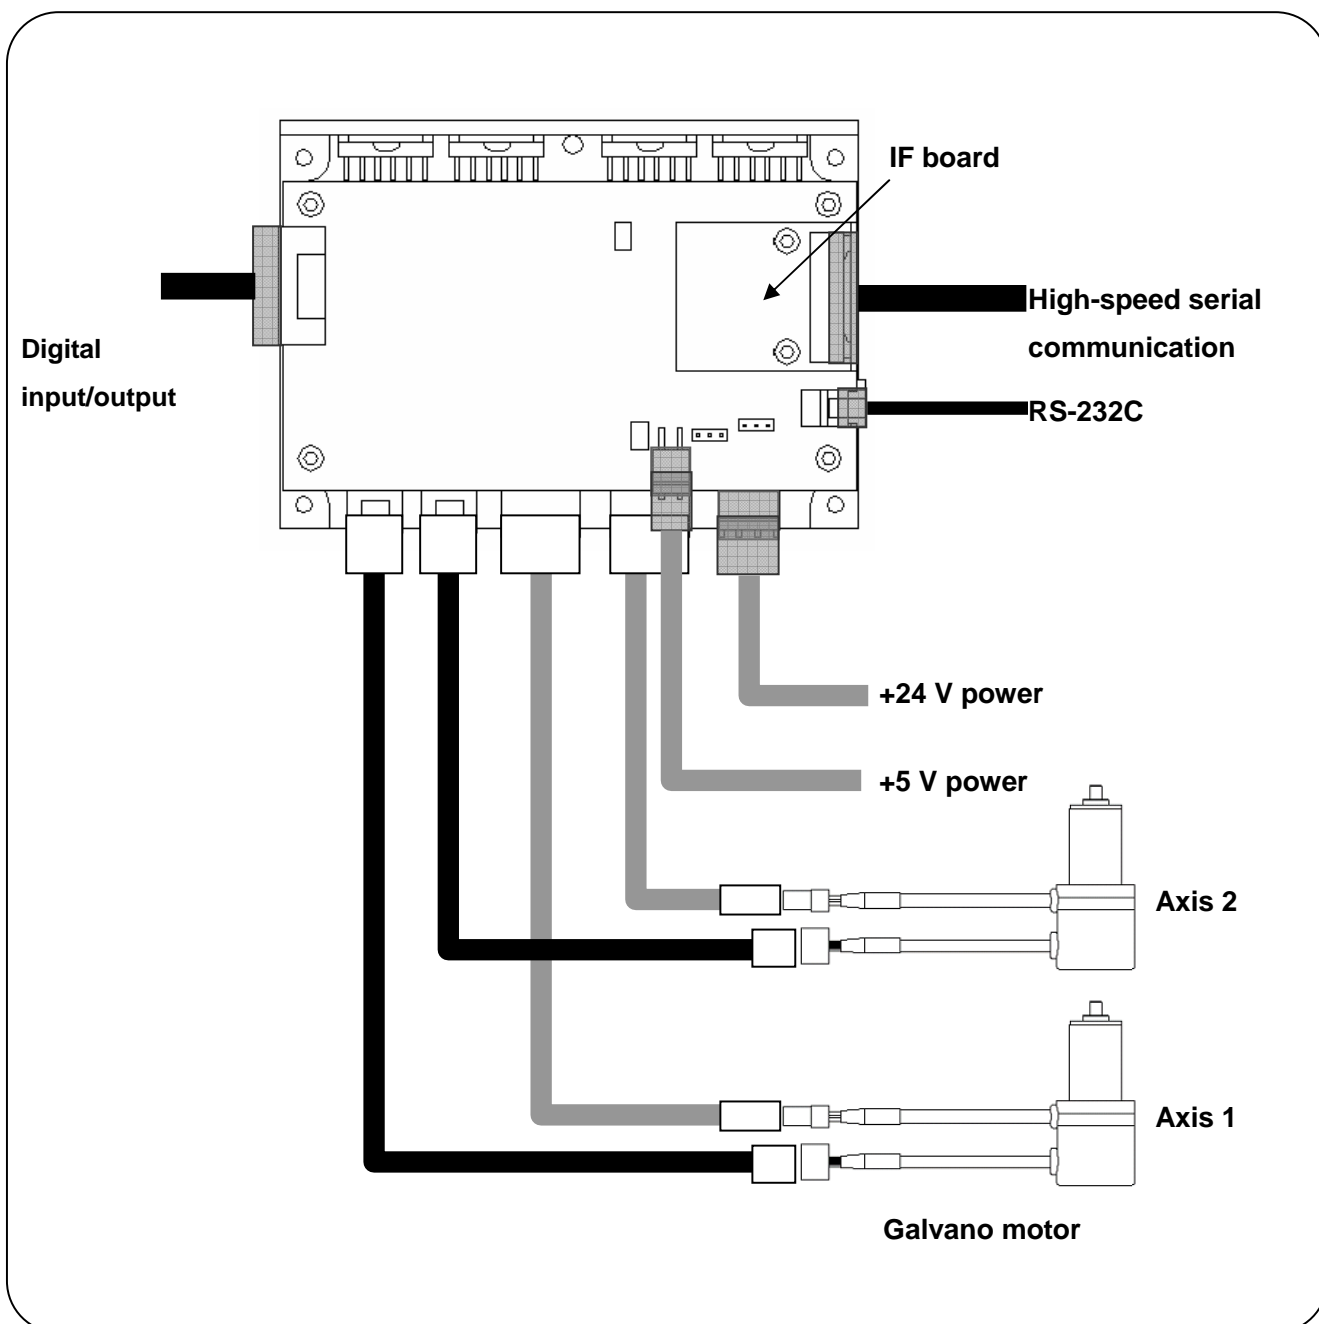 IF board
High-speed serial
communication
Digital
input/output
RS-232C
+24 V power
+5 V power
Axis 2
Axis 1
Galvano motor